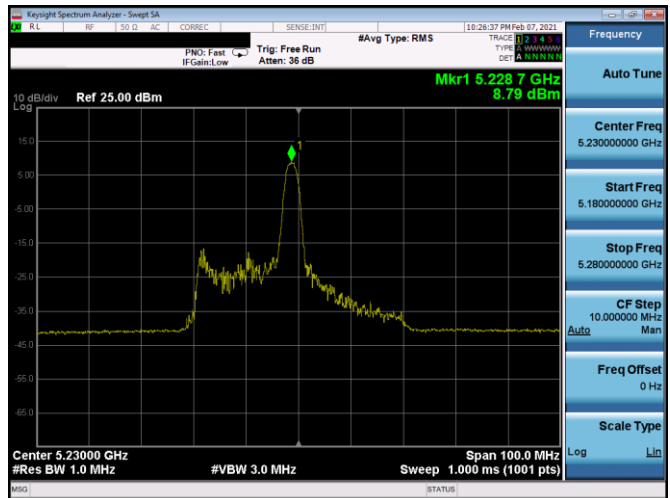 Keysight Spectrum Analyzer - Swept SA
RL RF 50 Ω AC CORREC SENSE:INT 10:26:37 PM Feb 07, 2021
#Avg Type: RMS TRACE 1 2 3 4 5 6
TYPE A WWWWW
DET A N N N N N
PNO: Fast Trig: Free Run
IFGain:Low Atten: 36 dB
Mkr1 5.228 7 GHz
8.79 dBm
10 dB/div Ref 25.00 dBm
Log
1
15.0
5.00
-5.00
-15.0
-25.0
-35.0
-45.0
-55.0
-65.0
Center 5.23000 GHz Span 100.0 MHz
#Res BW 1.0 MHz #VBW 3.0 MHz Sweep 1.000 ms (1001 pts)
MSG STATUS
Frequency
Auto Tune
Center Freq
5.230000000 GHz
Start Freq
5.180000000 GHz
Stop Freq
5.280000000 GHz
CF Step
10.000000 MHz
Auto Man
Freq Offset
0 Hz
Scale Type
Log Lin